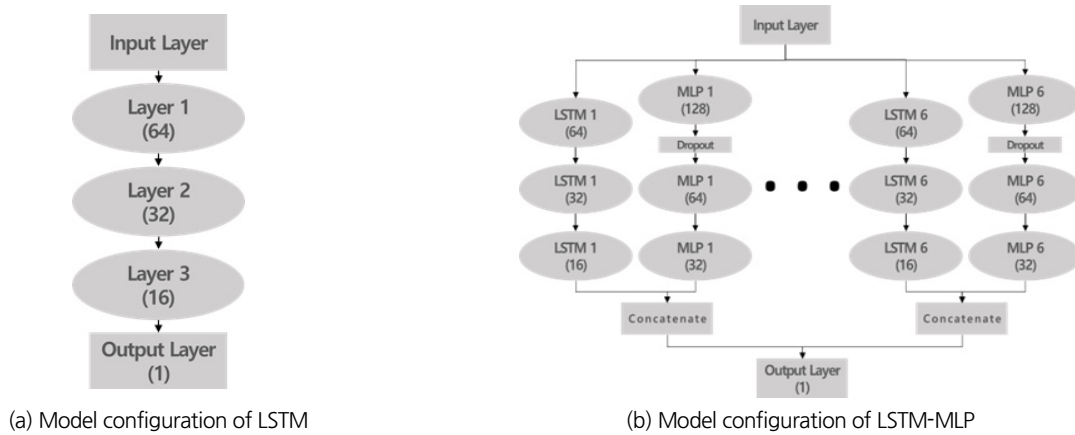 Input Layer
Layer 1
(64)
Layer 2
(32)
Layer 3
(16)
Output Layer
(1)
(a) Model configuration of LSTM
Input Layer
LSTM 1
(64)
LSTM 1
(32)
LSTM 1
(16)
MLP 1
(128)
Dropout
MLP 1
(64)
MLP 1
(32)
LSTM 6
(64)
LSTM 6
(32)
LSTM 6
(16)
MLP 6
(128)
Dropout
MLP 6
(64)
MLP 6
(32)
Concatenate
Concatenate
Output Layer
(1)
(b) Model configuration of LSTM-MLP